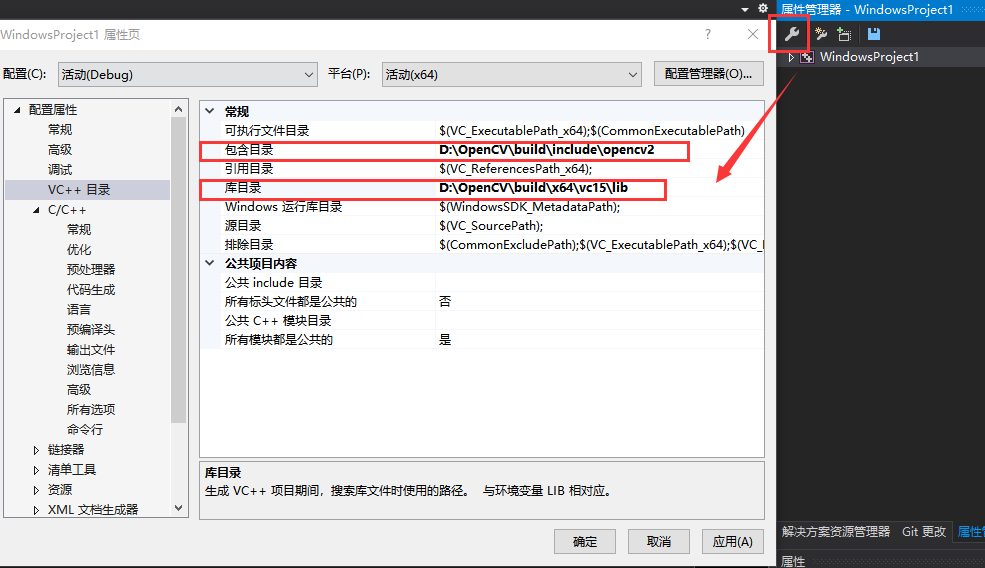 属性管理器 - WindowsProject1
WindowsProject1 属性页
?
配置(C):
活动(Debug)
平台(P):
活动(x64)
配置管理器(O)...
WindowsProject1
配置属性
常规
高级
调试
VC++ 目录
C/C++
常规
优化
预处理器
代码生成
语言
预编译头
输出文件
浏览信息
高级
所有选项
命令行
链接器
清单工具
资源
XML 文档生成器
常规
可执行文件目录 $(VC_ExecutablePath_x64);$(CommonExecutablePath)
包含目录 D:\OpenCV\build\include\opencv2
引用目录 $(VC_ReferencesPath_x64);
库目录 D:\OpenCV\build\x64\vc15\lib
Windows 运行库目录 $(WindowsSDK_MetadataPath);
源目录 $(VC_SourcePath);
排除目录 $(CommonExcludePath);$(VC_ExecutablePath_x64);$(VC_
公共项目内容
公共 include 目录
所有标头文件都是公共的 否
公共 C++ 模块目录
所有模块都是公共的 是
库目录
生成 VC++ 项目期间，搜索库文件时使用的路径。 与环境变量 LIB 相对应。
确定
取消
应用(A)
解决方案资源管理器 Git 更改 属性
属性